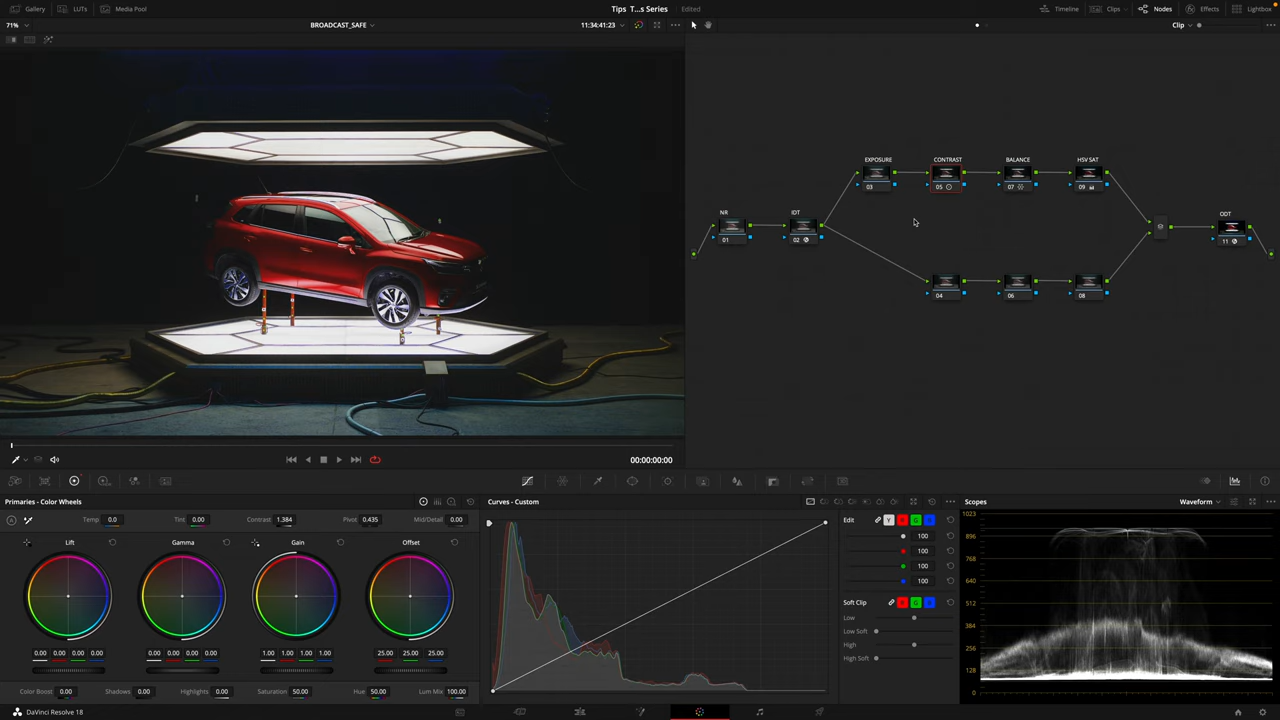 Gallery LUTs Media Pool Tips T...s Series Edited Timeline Clips Nodes Effects Lightbox
71% BROADCAST_SAFE 11:34:41:23 Clip
EXPOSURE CONTRAST BALANCE HSV SAT
03 05 07 09
NR IDT ODT
01 02 11
04 06 08
00:00:00:00
Primaries - Color Wheels Curves - Custom Scopes Waveform
Temp 0.0 Tint 0.00 Contrast 1.384 Pivot 0.435 Mid/Detail 0.00
Lift Gamma Gain Offset
0.00 0.00 0.00 0.00 0.00 0.00 0.00 0.00 1.00 1.00 1.00 1.00 25.00 25.00 25.00
Color Boost 0.00 Shadows 0.00 Highlights 0.00 Saturation 50.00 Hue 50.00 Lum Mix 100.00
Edit Y R G B
100
100
100
100
Soft Clip R G B
Low
Low Soft
High
High Soft
1023
896
768
640
512
384
256
128
0
DaVinci Resolve 18